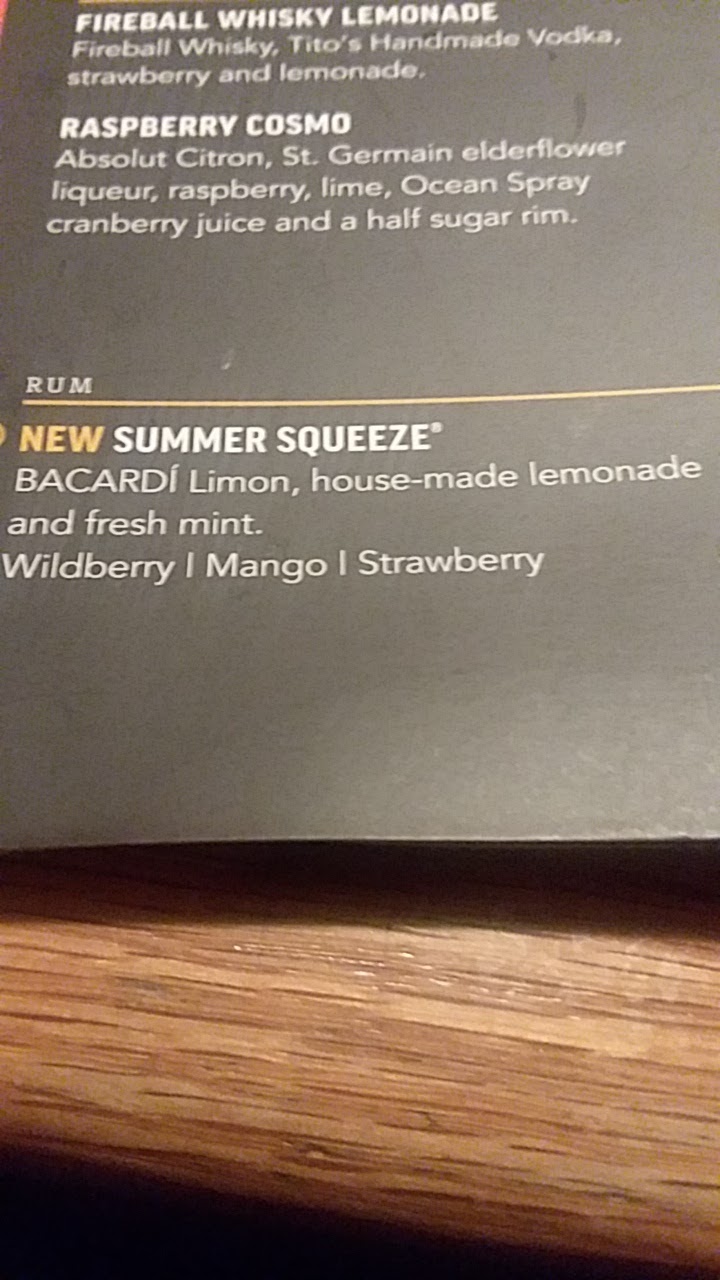 FIREBALL WHISKY LEMONADE
Fireball Whisky, Tito's Handmade Vodka,
strawberry and lemonade.
RASPBERRY COSMO
Absolut Citron, St. Germain elderflower
liqueur, raspberry, lime, Ocean Spray
cranberry juice and a half sugar rim.
RUM
NEW SUMMER SQUEEZE®
BACARDÍ Limon, house-made lemonade
and fresh mint.
Wildberry | Mango | Strawberry